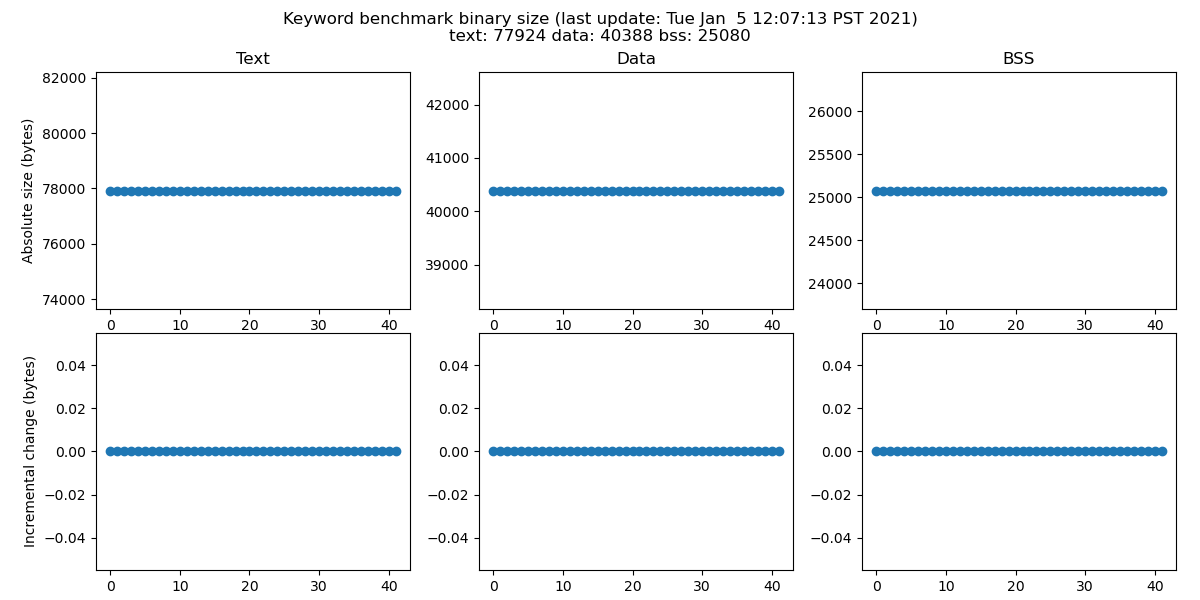 Keyword benchmark binary size (last update: Tue Jan  5 12:07:13 PST 2021)
text: 77924 data: 40388 bss: 25080
Text
Data
BSS
Absolute size (bytes)
82000
80000
78000
76000
74000
0 10 20 30 40
42000
41000
40000
39000
0 10 20 30 40
26000
25500
25000
24500
24000
0 10 20 30 40
Incremental change (bytes)
0.04
0.02
0.00
−0.02
−0.04
0 10 20 30 40
0.04
0.02
0.00
−0.02
−0.04
0 10 20 30 40
0.04
0.02
0.00
−0.02
−0.04
0 10 20 30 40